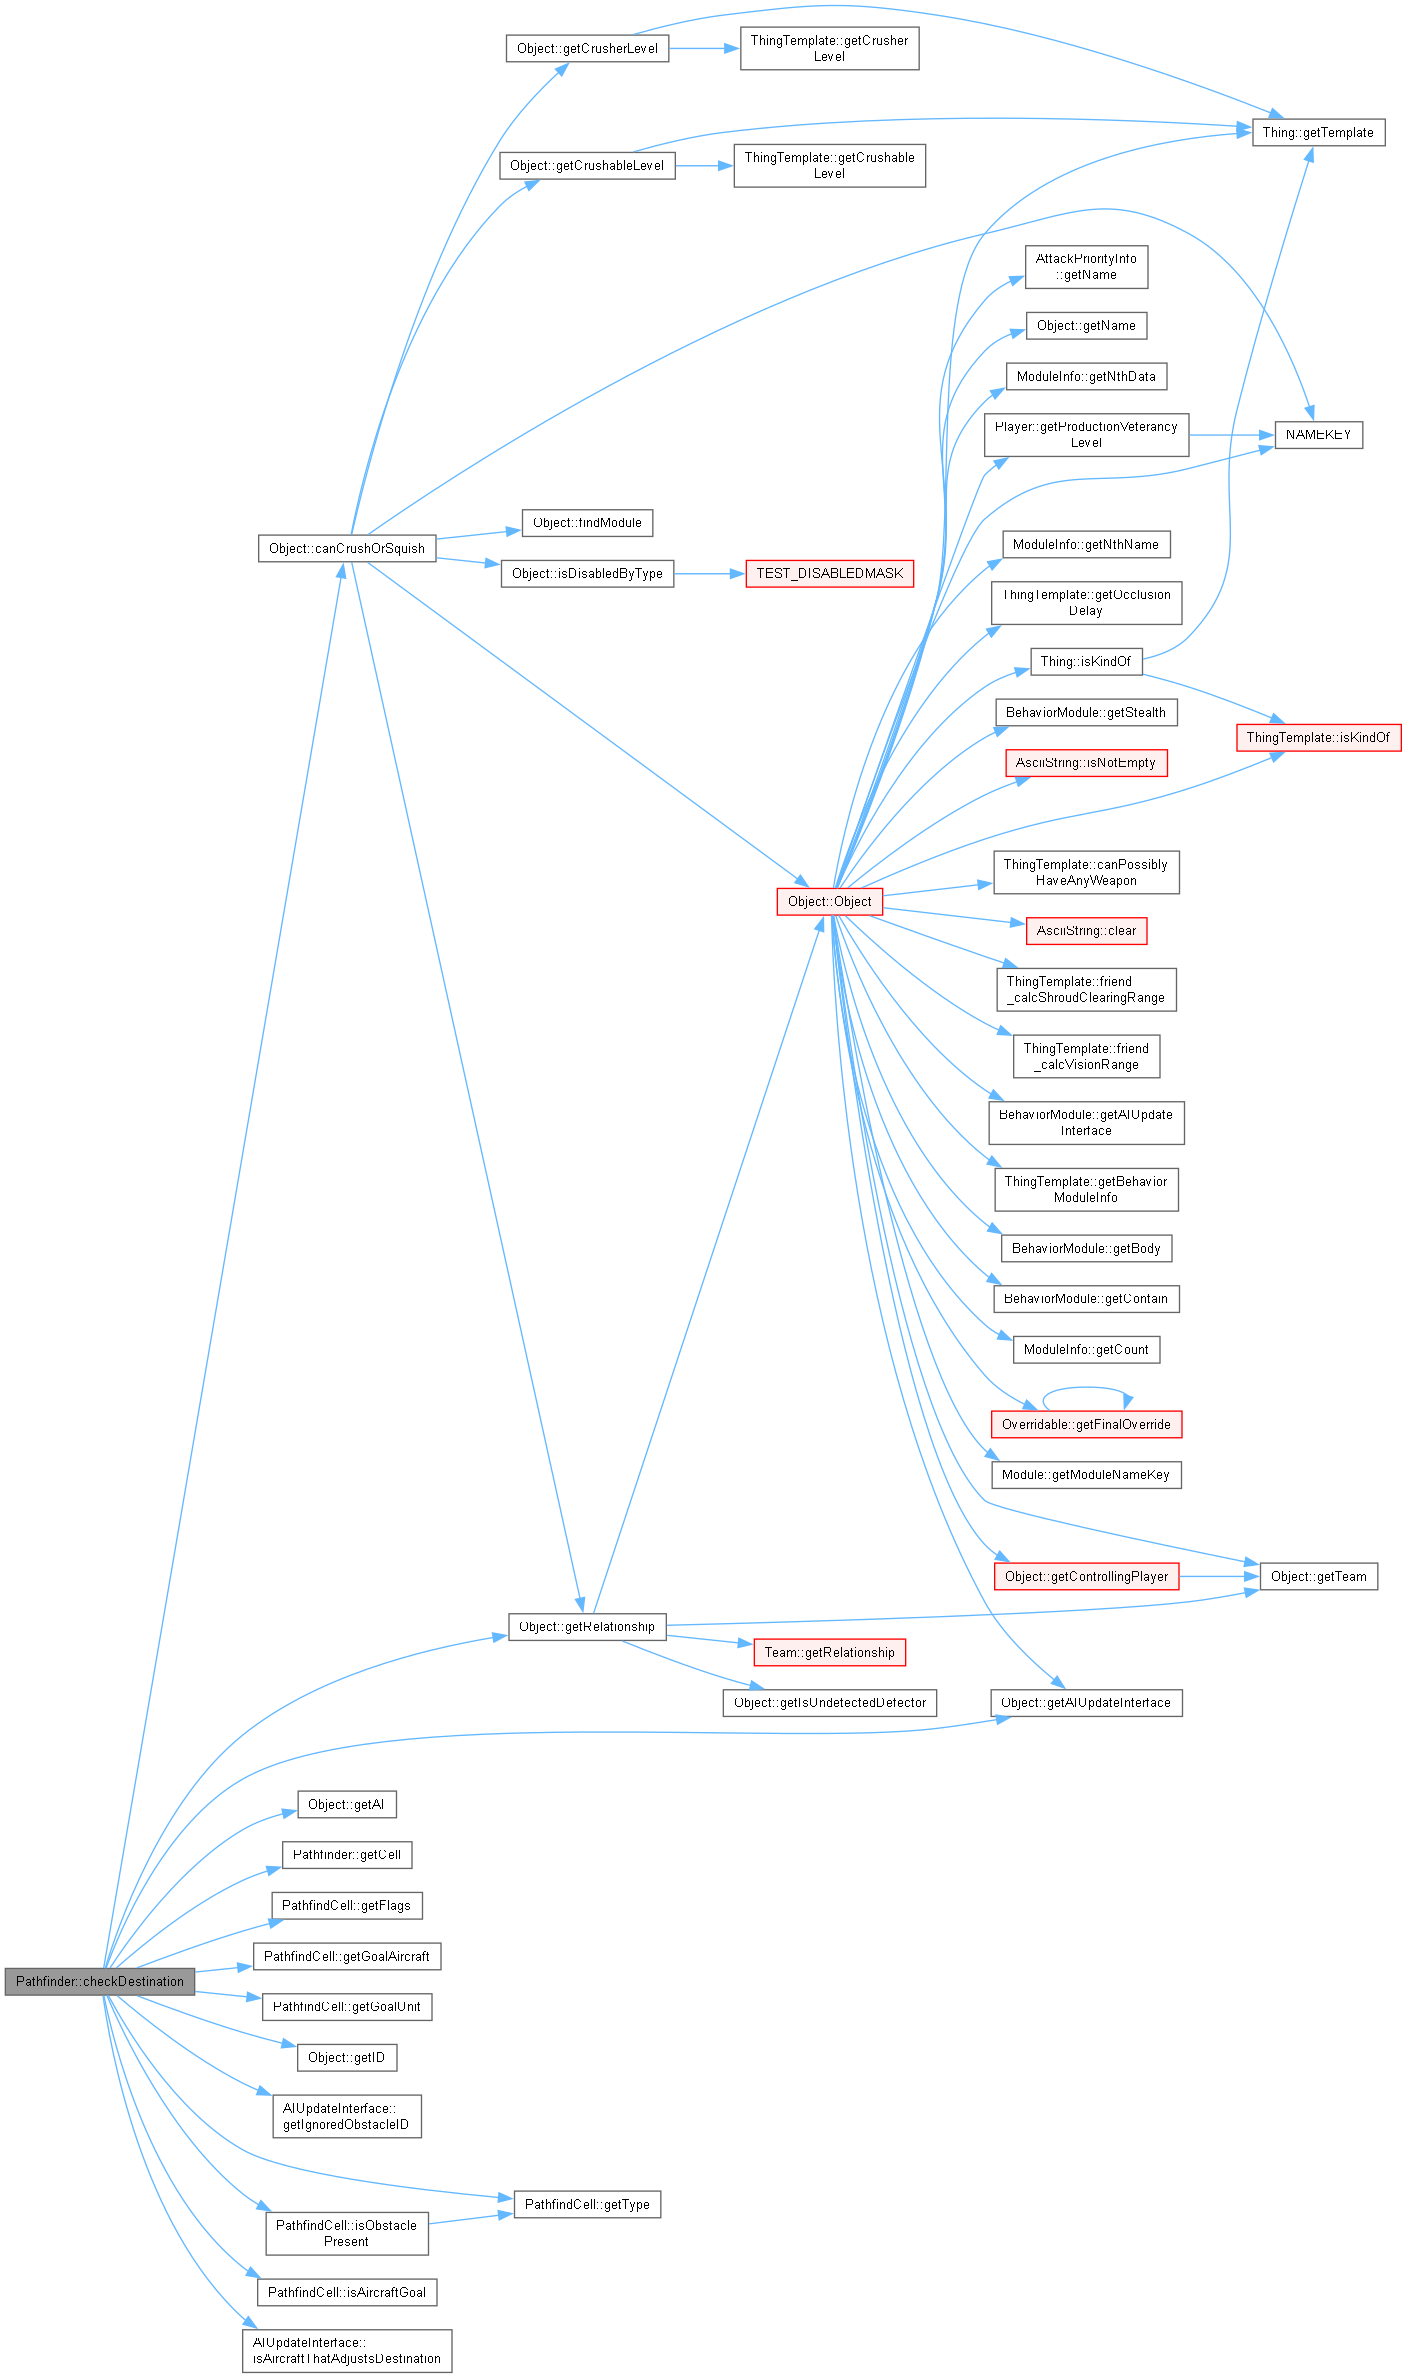 Object::getCrusherLevel
ThingTemplate::getCrusher
Level
Thing::getTemplate
Object::getCrushableLevel
ThingTemplate::getCrushable
Level
AttackPriorityInfo
::getName
Object::getName
ModuleInfo::getNthData
Player::getProductionVeterancy
Level
NAMEKEY
Object::findModule
Object::canCrushOrSquish
ModuleInfo::getNthName
Object::isDisabledByType
TEST_DISABLEDMASK
ThingTemplate::getOcclusion
Delay
Thing::isKindOf
BehaviorModule::getStealth
ThingTemplate::isKindOf
AsciiString::isNotEmpty
ThingTemplate::canPossibly
HaveAnyWeapon
Object::Object
AsciiString::clear
ThingTemplate::friend
_calcShroudClearingRange
ThingTemplate::friend
_calcVisionRange
BehaviorModule::getAIUpdate
Interface
ThingTemplate::getBehavior
ModuleInfo
BehaviorModule::getBody
BehaviorModule::getContain
ModuleInfo::getCount
Overridable::getFinalOverride
Module::getModuleNameKey
Object::getControllingPlayer
Object::getTeam
Object::getRelationship
Team::getRelationship
Object::getIsUndetectedDefector
Object::getAIUpdateInterface
Object::getAI
Pathfinder::getCell
PathfindCell::getFlags
PathfindCell::getGoalAircraft
Pathfinder::checkDestination
PathfindCell::getGoalUnit
Object::getID
AIUpdateInterface::
getIgnoredObstacleID
PathfindCell::getType
PathfindCell::isObstacle
Present
PathfindCell::isAircraftGoal
AIUpdateInterface::
isAircraftThatAdjustsDestination